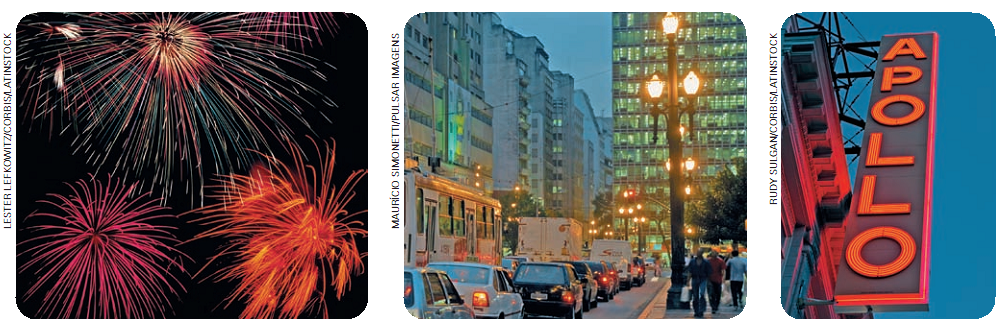 LESTER LEFKOWITZ/CORBIS/LATINSTOCK
MAURÍCIO SIMONETTI/PULSAR IMAGENS
RUDY SULGAN/CORBIS/LATINSTOCK
APOLLO